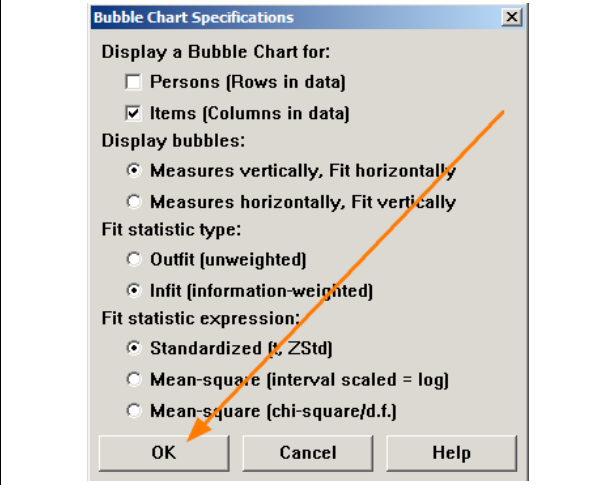 Bubble Chart Specifications
Display a Bubble Chart for:
Persons (Rows in data)
Items (Columns in data)
Display bubbles:
Measures vertically, Fit horizontally
Measures horizontally, Fit vertically
Fit statistic type:
Outfit (unweighted)
Infit (information-weighted)
Fit statistic expression:
Standardized (t, ZStd)
Mean-square (interval scaled = log)
Mean-square (chi-square/d.f.)
OK Cancel Help